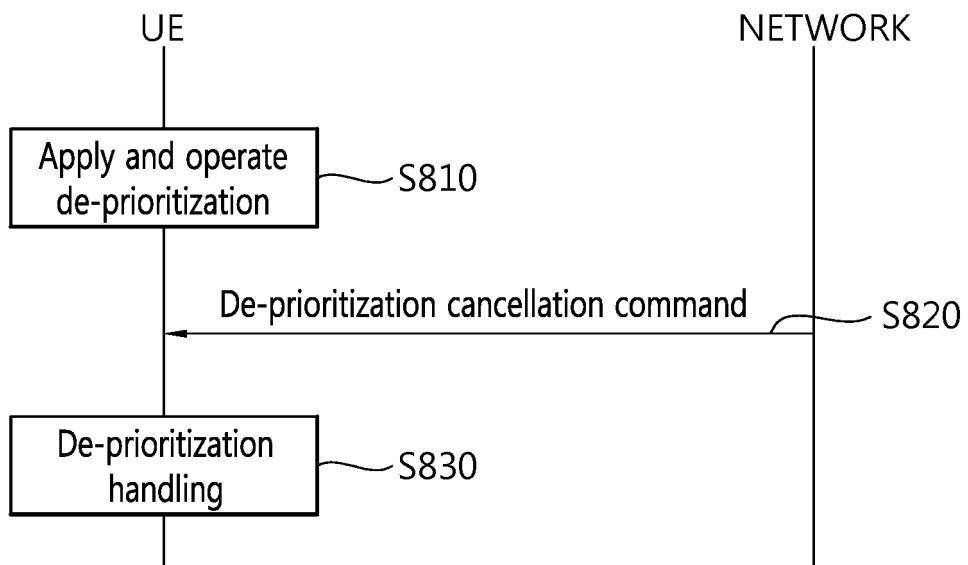 UE
NETWORK
Apply and operate
de-prioritization
S810
De-prioritization cancellation command
S820
De-prioritization
handling
S830